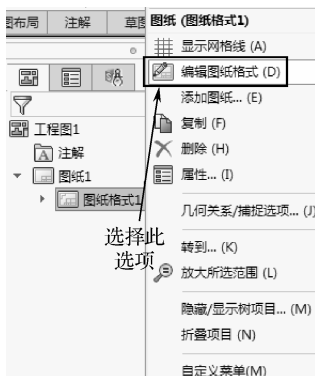 图布局 注解 草图
工程图1
注解
图纸1
图纸格式1
选择此
选项
图纸 (图纸格式1)
显示网格线 (A)
编辑图纸格式 (D)
添加图纸... (E)
复制 (F)
删除 (H)
属性... (I)
几何关系/捕捉选项... (J)
转到... (K)
放大所选范围 (L)
隐藏/显示树项目... (M)
折叠项目 (N)
自定义菜单(M)